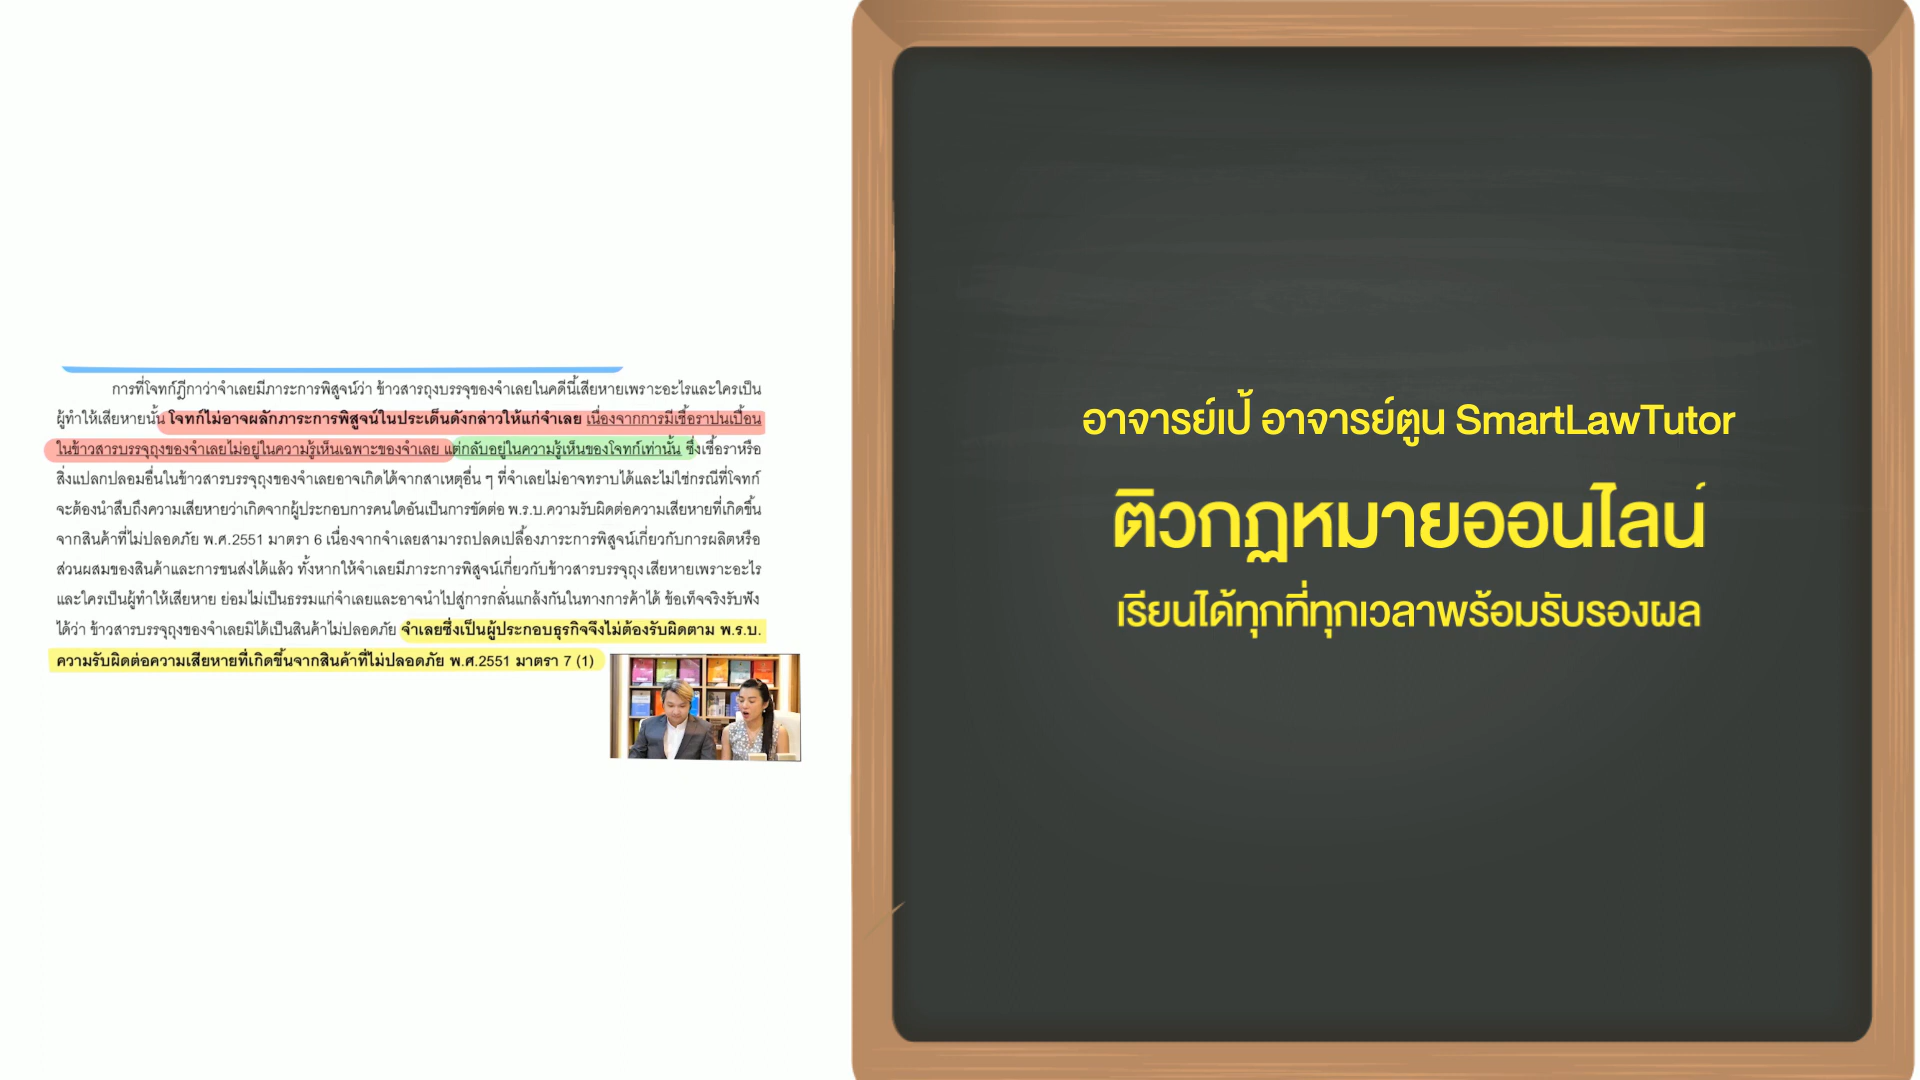 การที่โจทก์ฎีกาว่าจำเลยมีภาระการพิสูจน์ว่า ข้าวสารถุงบรรจุของจำเลยในคดีนี้เสียหายเพราะอะไรและใครเป็น
ผู้ทำให้เสียหายนั้น โจทก์ไม่อาจผลักภาระการพิสูจน์ในประเด็นดังกล่าวให้แก่จำเลย เนื่องจากการมีเชื้อราปนเปื้อน
ในข้าวสารบรรจุถุงของจำเลยไม่อยู่ในความรู้เห็นเฉพาะของจำเลย แต่กลับอยู่ในความรู้เห็นของโจทก์เท่านั้น ซึ่งเชื้อราหรือ
สิ่งแปลกปลอมอื่นในข้าวสารบรรจุถุงของจำเลยอาจเกิดได้จากสาเหตุอื่น ๆ ที่จำเลยไม่อาจทราบได้และไม่ใช่กรณีที่โจทก์
จะต้องนำสืบถึงความเสียหายว่าเกิดจากผู้ประกอบการคนใดอันเป็นการขัดต่อ พ.ร.บ.ความรับผิดต่อความเสียหายที่เกิดขึ้น
จากสินค้าที่ไม่ปลอดภัย พ.ศ.2551 มาตรา 6 เนื่องจากจำเลยสามารถปลดเปลื้องภาระการพิสูจน์เกี่ยวกับการผลิตหรือ
ส่วนผสมของสินค้าและการขนส่งได้แล้ว ทั้งหากให้จำเลยมีภาระการพิสูจน์เกี่ยวกับข้าวสารบรรจุถุง เสียหายเพราะอะไร
และใครเป็นผู้ทำให้เสียหาย ย่อมไม่เป็นธรรมแก่จำเลยและอาจนำไปสู่การกลั่นแกล้งกันในทางการค้าได้ ข้อเท็จจริงรับฟัง
ได้ว่า ข้าวสารบรรจุถุงของจำเลยมิได้เป็นสินค้าไม่ปลอดภัย จำเลยซึ่งเป็นผู้ประกอบธุรกิจจึงไม่ต้องรับผิดตาม พ.ร.บ.
ความรับผิดต่อความเสียหายที่เกิดขึ้นจากสินค้าที่ไม่ปลอดภัย พ.ศ.2551 มาตรา 7 (1)
อาจารย์เป้ อาจารย์ตูน SmartLawTutor
ติวกฎหมายออนไลน์
เรียนได้ทุกที่ทุกเวลาพร้อมรับรองผล